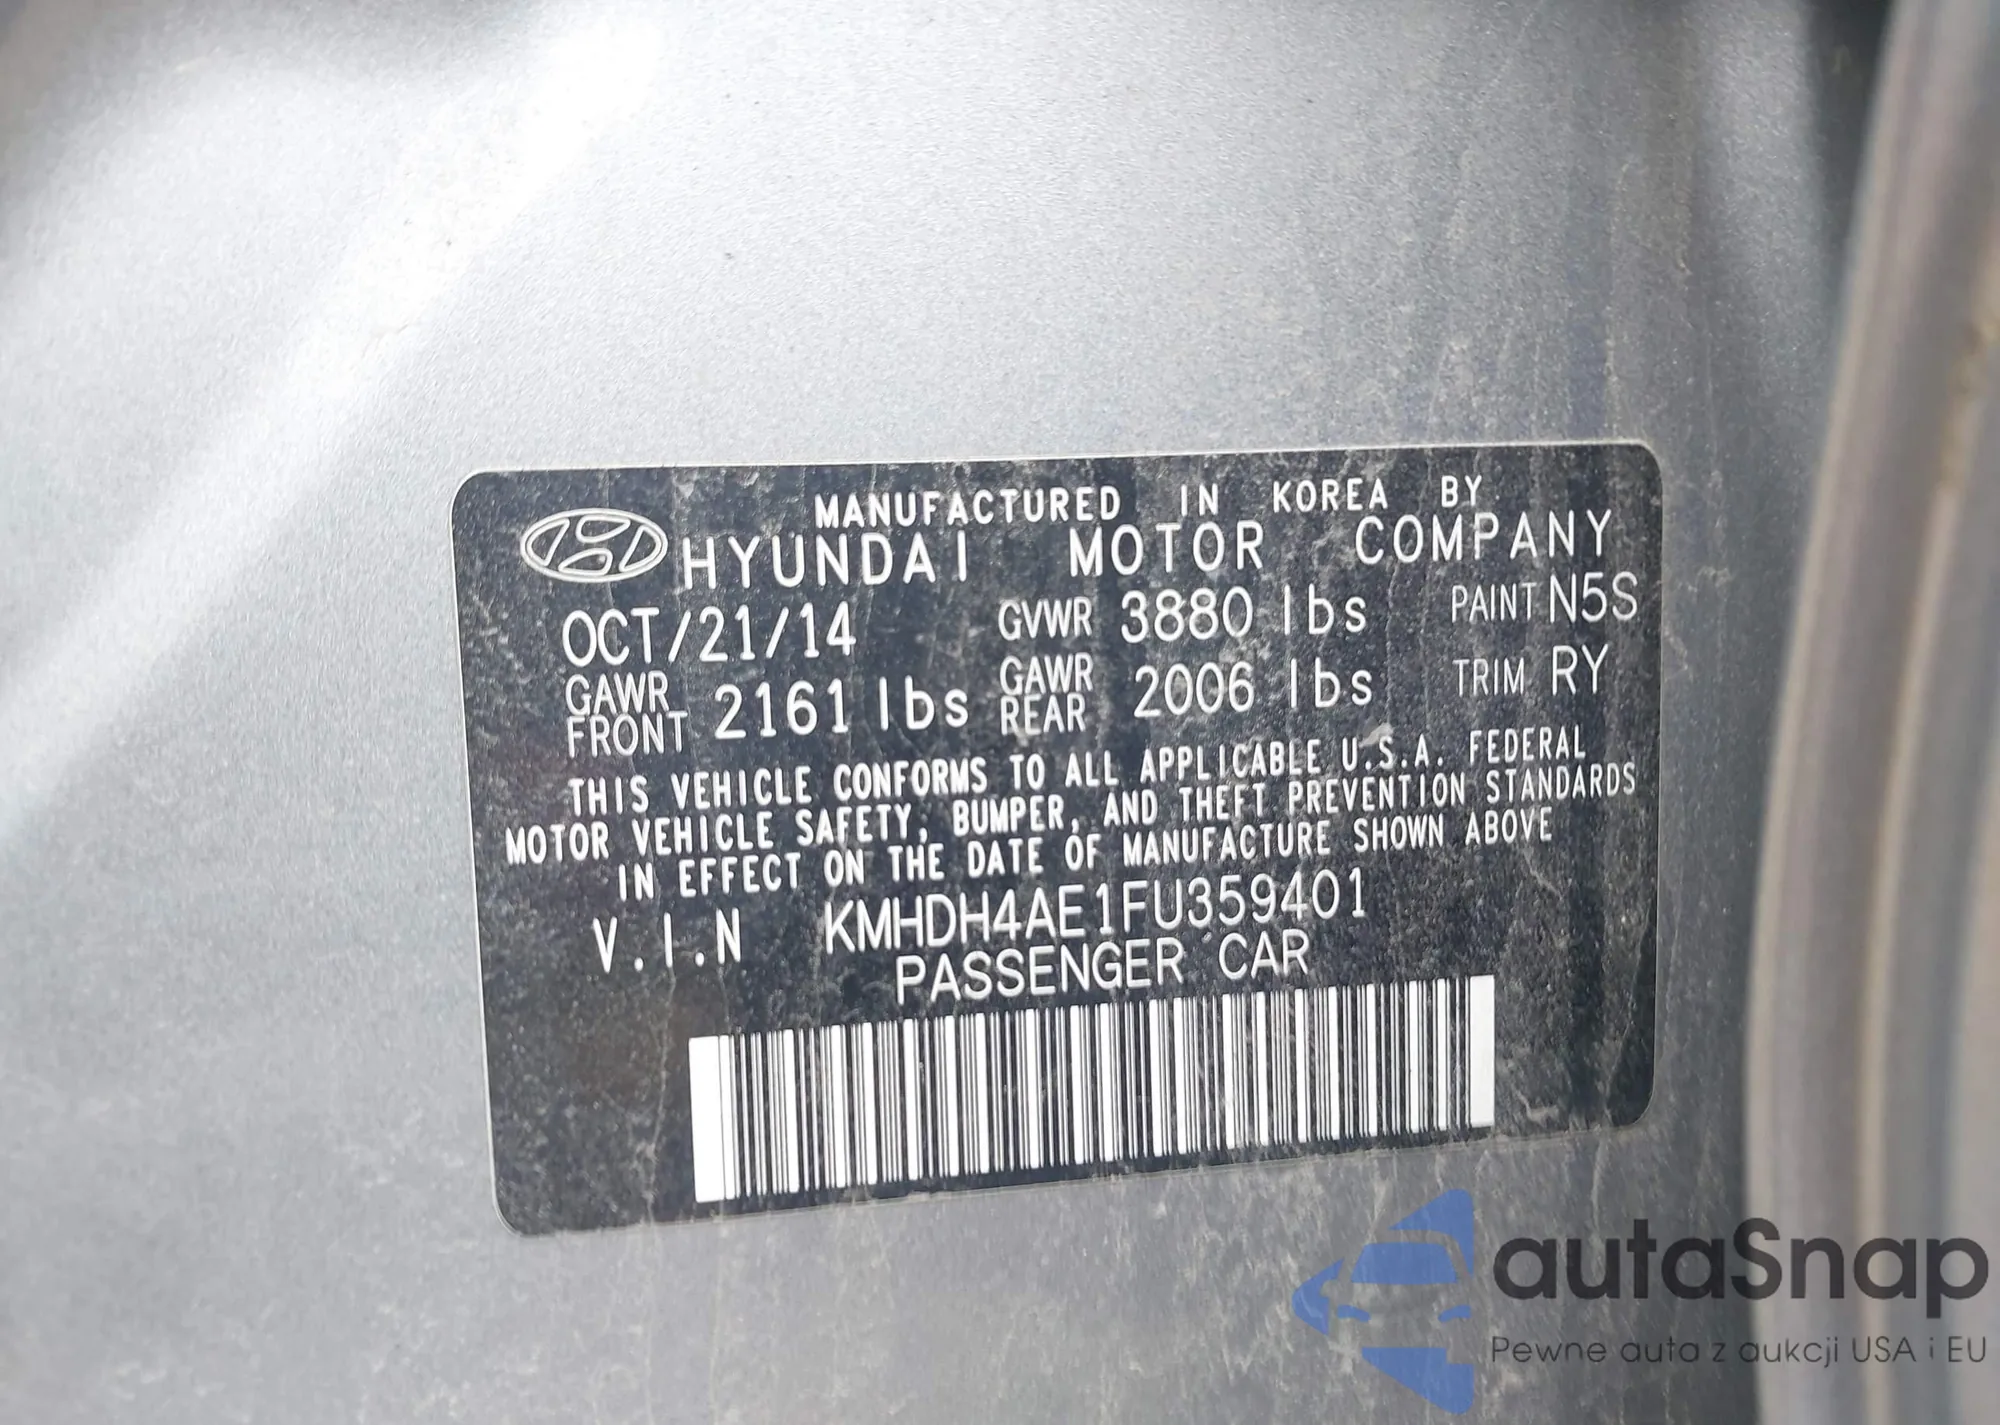 MANUFACTURED IN KOREA BY
HYUNDAI MOTOR COMPANY
OCT/21/14 GVWR 3880 lbs PAINT N5S
GAWR FRONT 2161 lbs GAWR REAR 2006 lbs TRIM RY
THIS VEHICLE CONFORMS TO ALL APPLICABLE U.S.A. FEDERAL
MOTOR VEHICLE SAFETY, BUMPER, AND THEFT PREVENTION STANDARDS
IN EFFECT ON THE DATE OF MANUFACTURE SHOWN ABOVE
V.I.N KMHDH4AE1FU359401
PASSENGER CAR
autaSnap
Pewne auta z aukcji USA i EU